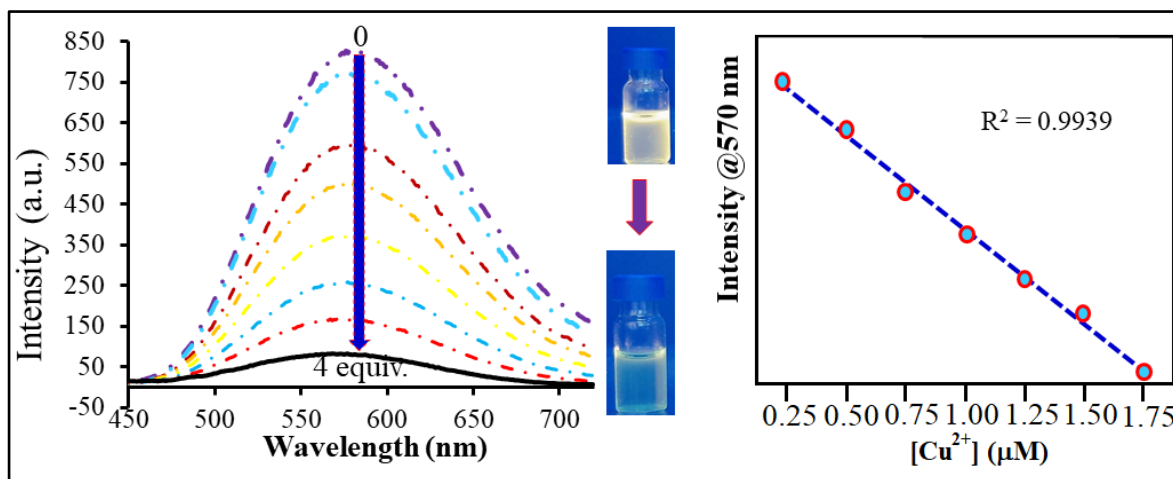 850
750
650
550
450
350
250
150
50
-50
Intensity (a.u.)
0
4 equiv.
450 500 550 600 650 700
Wavelength (nm)
Intensity @570 nm
R² = 0.9939
0.25 0.50 0.75 1.00 1.25 1.50 1.75
[Cu²⁺] (μM)